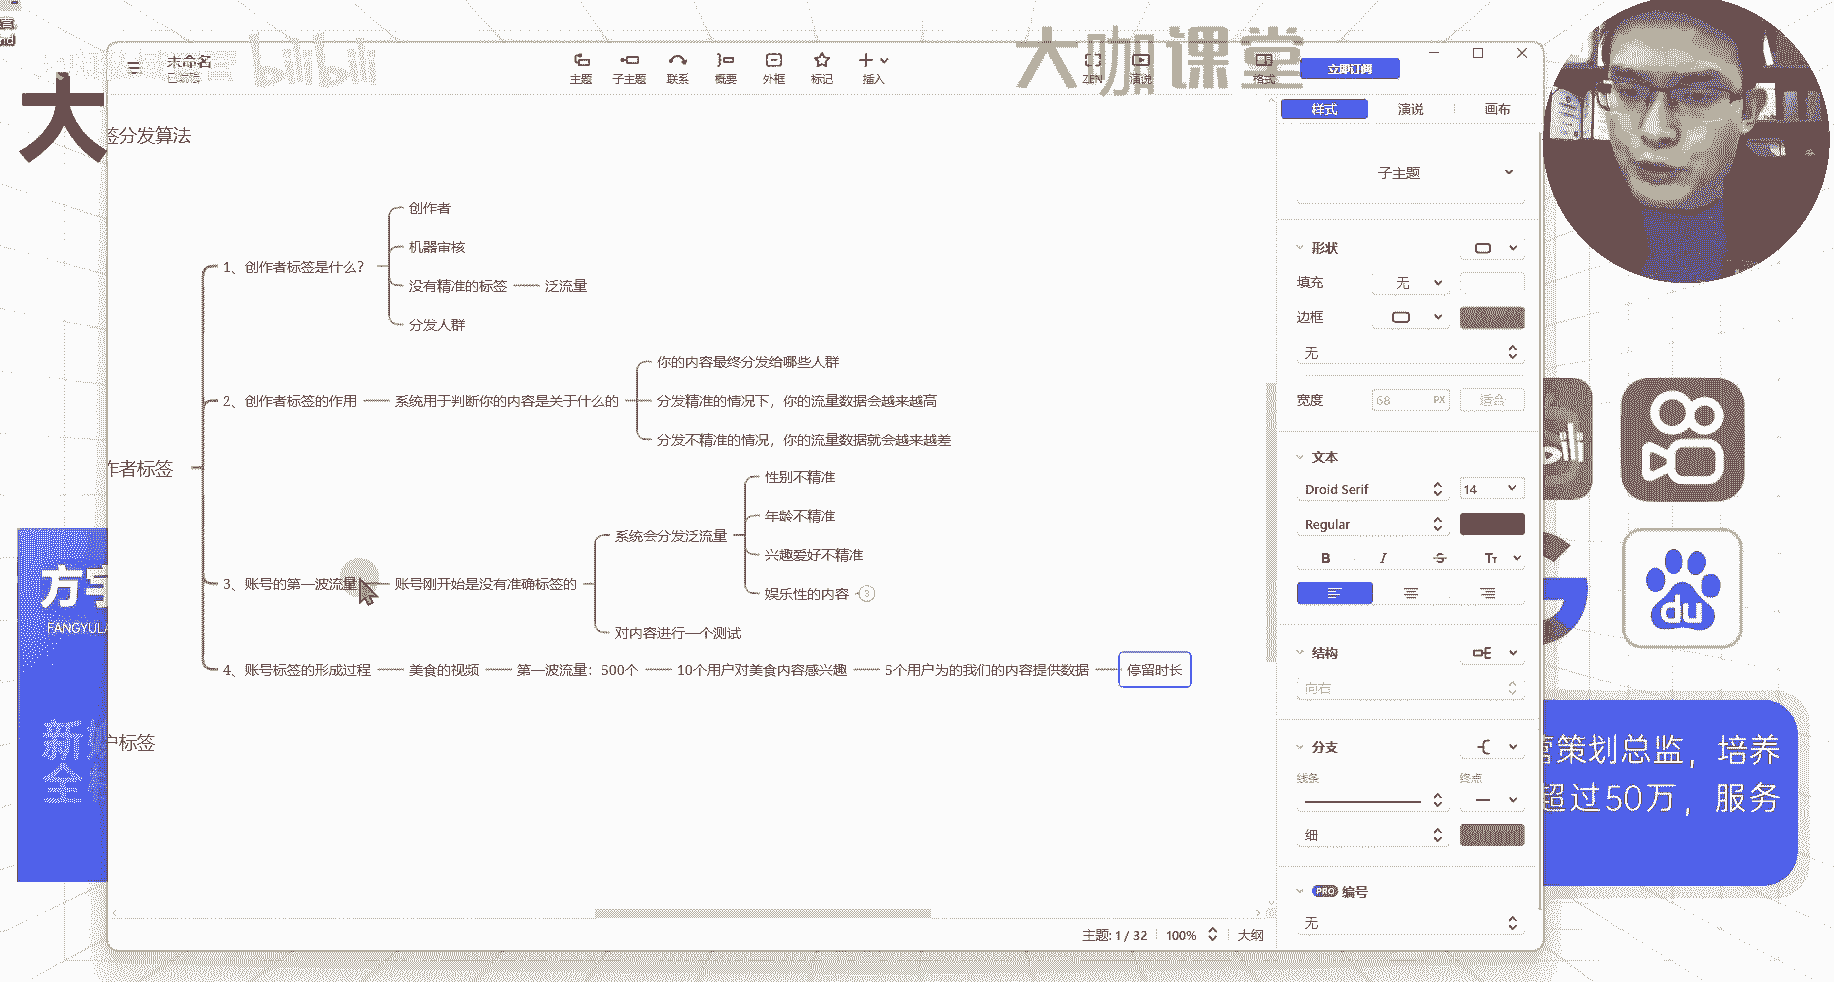 未命名
已编辑
bilibili
大咖课堂
主题
子主题
联系
概要
外框
标记
插入
ZEN
演说
格式
立即订阅
大
签分发算法
创作者
机器审核
1、创作者标签是什么?
没有精准的标签
泛流量
分发人群
你的内容最终分发给哪些人群
2、创作者标签的作用
系统用于判断你的内容是关于什么的
分发精准的情况下，你的流量数据会越来越高
分发不精准的情况，你的流量数据就会越来越差
作者标签
性别不精准
年龄不精准
系统会分发泛流量
兴趣爱好不精准
3、账号的第一波流量
账号刚开始是没有准确标签的
娱乐性的内容
3
对内容进行一个测试
4、账号标签的形成过程
美食的视频
第一波流量：500个
10个用户对美食内容感兴趣
5个用户为的我们的内容提供数据
停留时长
户标签
样式
演说
画布
子主题
形状
填充
无
边框
无
宽度
68
PX
适合
文本
Droid Serif
14
Regular
B
I
S
Tт
结构
向右
分支
线条
终点
细
PRO
编号
无
主题: 1 / 32
100%
大纲
方宇
FANGYULA
新媒
全
bili
du
营策划总监，培养
超过50万，服务